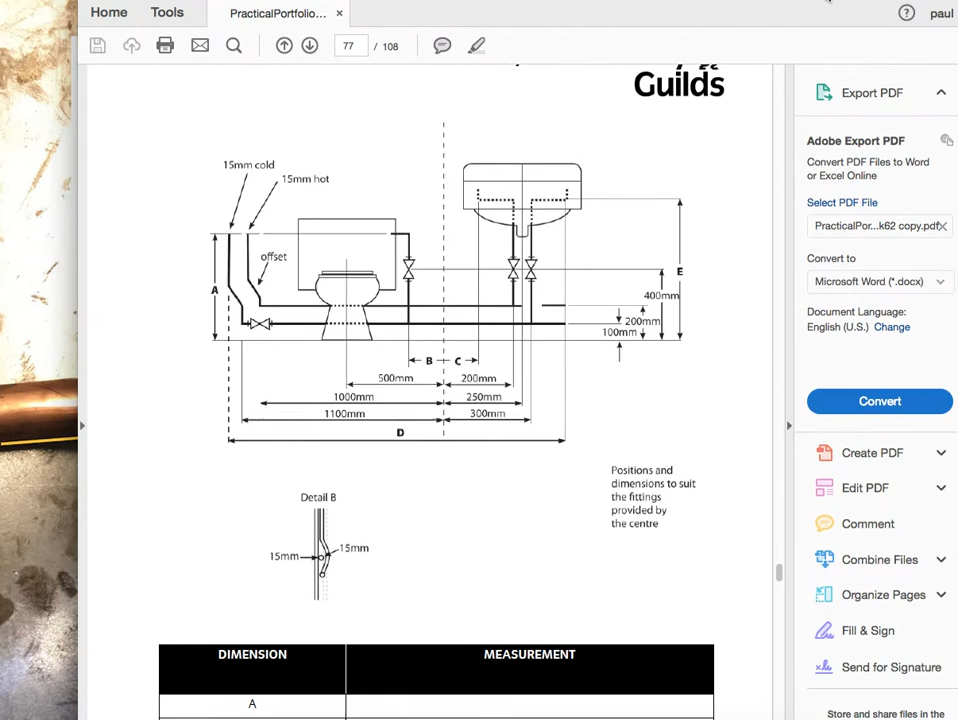 Home
Tools
PracticalPortfolio...
×
paul
77 / 108
Guilds
Export PDF
Adobe Export PDF
Convert PDF Files to Word
or Excel Online
Select PDF File
PracticalPor...k62 copy.pdf ×
Convert to
Microsoft Word (*.docx)
Document Language:
English (U.S.) Change
Convert
Create PDF
Edit PDF
Comment
Combine Files
Organize Pages
Fill & Sign
Send for Signature
Store and share files in the
15mm cold
15mm hot
offset
A
E
400mm
200mm
100mm
B
C
500mm
200mm
1000mm
250mm
1100mm
300mm
D
Positions and
dimensions to suit
the fittings
provided by
the centre
Detail B
15mm
15mm
DIMENSION
MEASUREMENT
A